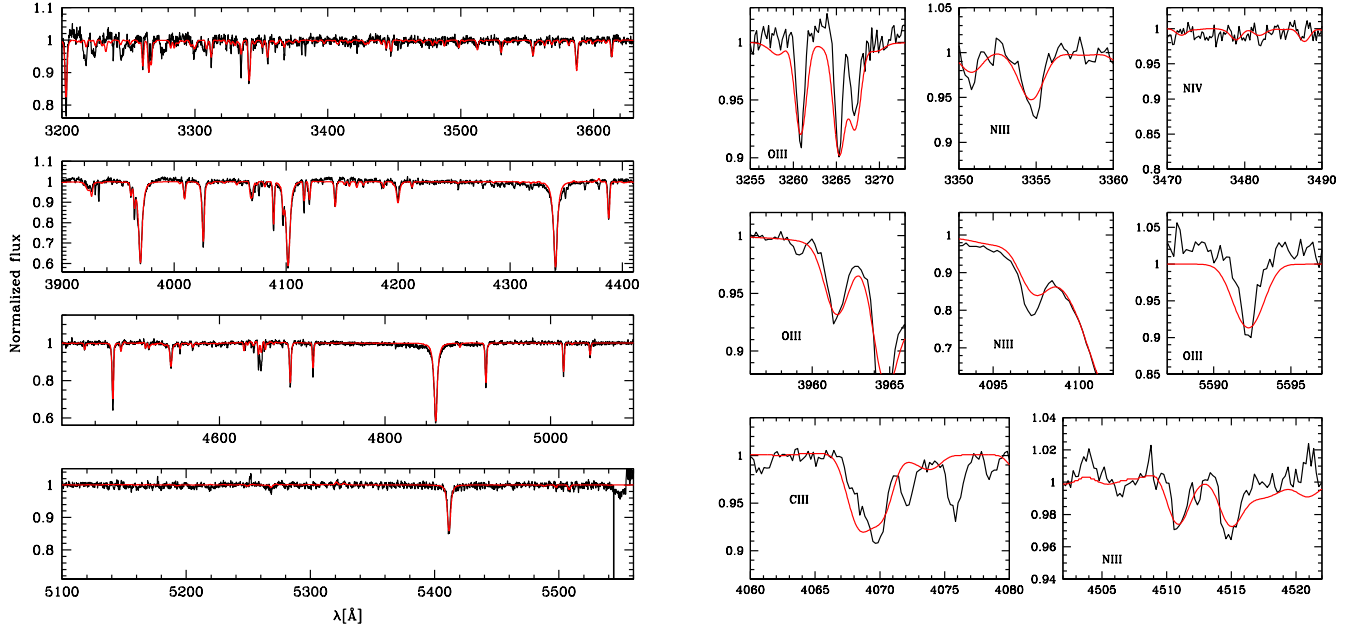 Normalized flux
1.1
1
0.9
0.8
3200 3300 3400 3500 3600
1.1
1
0.9
0.8
0.7
0.6
3900 4000 4100 4200 4300 4400
1
0.8
0.6
4600 4800 5000
1
0.9
0.8
5100 5200 5300 5400 5500
λ[Å]
1
0.95
0.9
OIII
3255 3261 3267 3273
1.05
1
0.95
0.9
NIII
3350 3355 3360
1
0.95
0.9
0.85
0.8
NIV
3470 3480 3490
1
0.95
0.9
OIII
3960 3965
1
0.9
0.8
0.7
NIII
4095 4100
1.05
1
0.95
0.9
0.85
OIII
5590 5595
1
0.95
0.9
CIII
4060 4065 4070 4075 4080
1.04
1.02
1
0.98
0.96
0.94
NIII
4505 4510 4515 4520